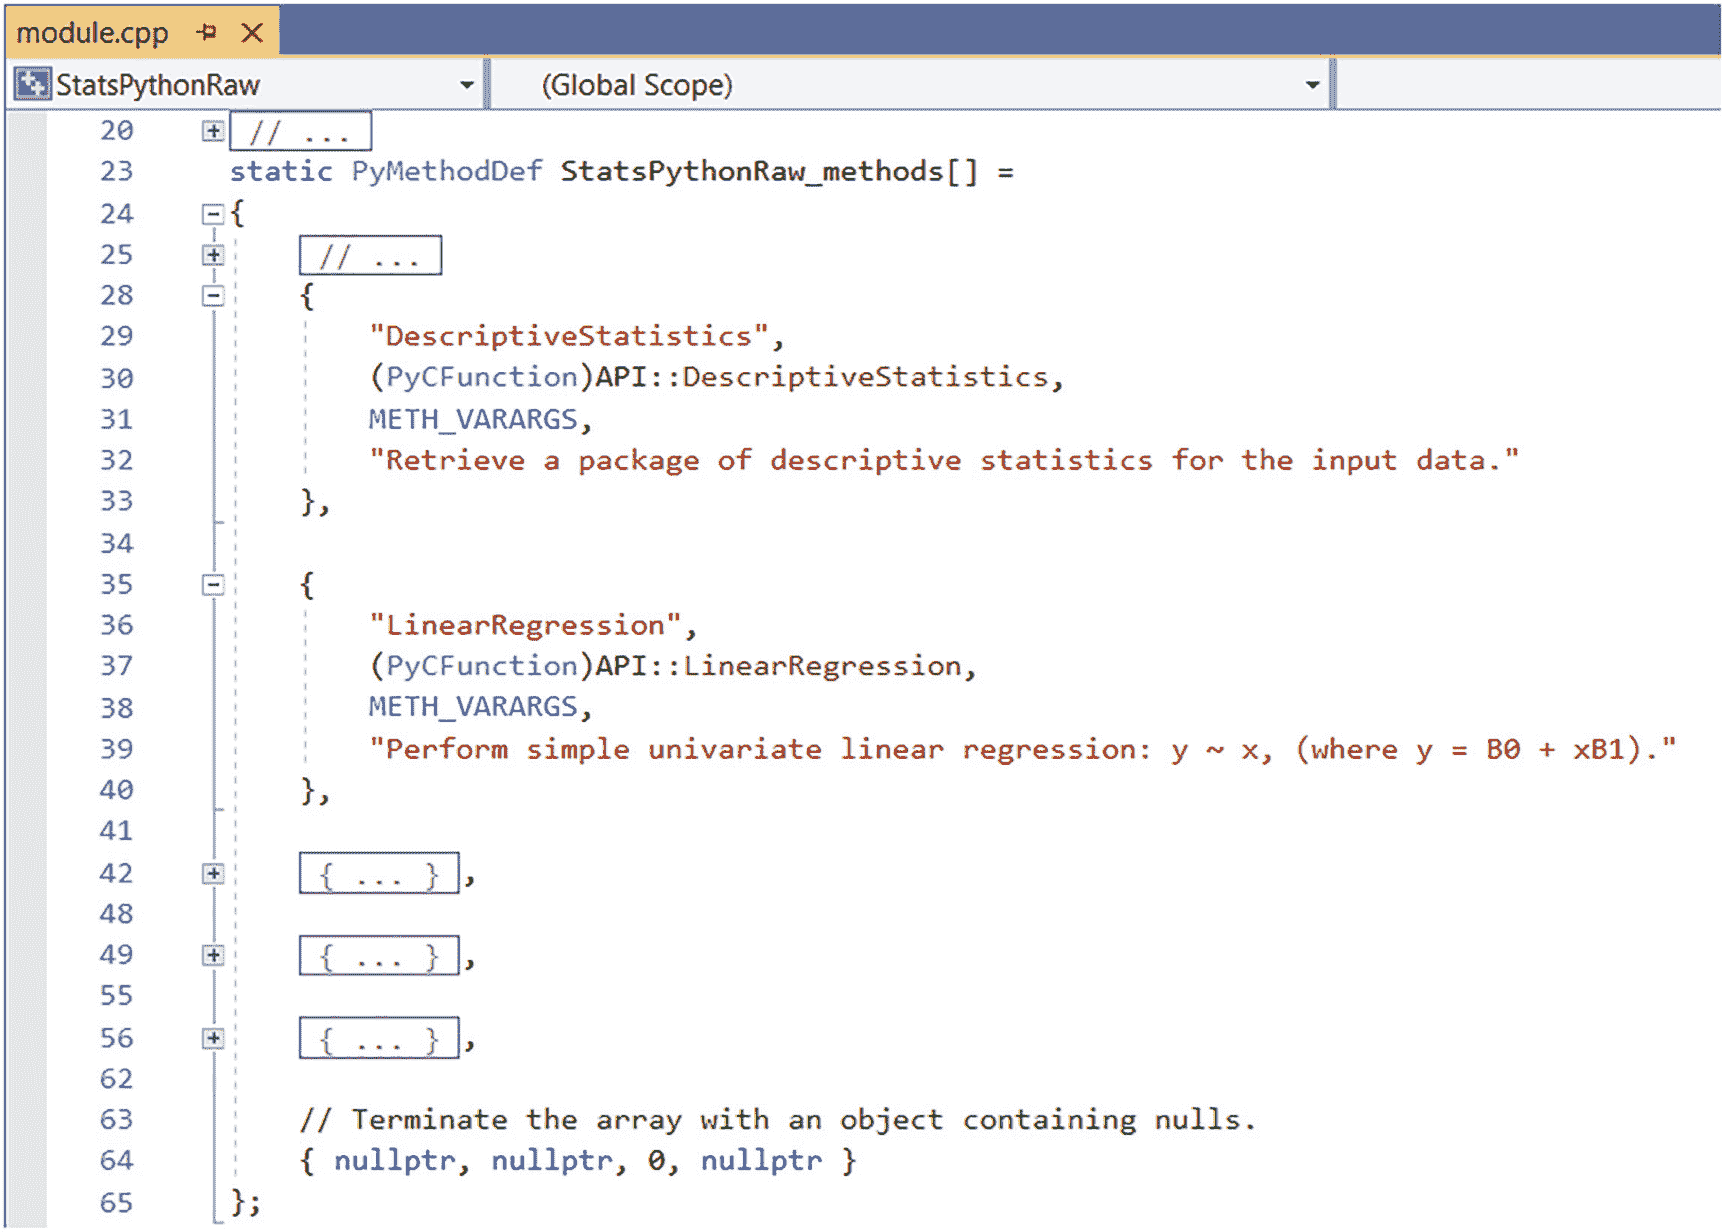 module.cpp
StatsPythonRaw (Global Scope)
20 // ...
23 static PyMethodDef StatsPythonRaw_methods[] =
24 {
25 // ...
28 {
29 "DescriptiveStatistics",
30 (PyCFunction)API::DescriptiveStatistics,
31 METH_VARARGS,
32 "Retrieve a package of descriptive statistics for the input data."
33 },
34
35 {
36 "LinearRegression",
37 (PyCFunction)API::LinearRegression,
38 METH_VARARGS,
39 "Perform simple univariate linear regression: y ~ x, (where y = B0 + xB1)."
40 },
41
42 { ... },
48
49 { ... },
55
56 { ... },
62
63 // Terminate the array with an object containing nulls.
64 { nullptr, nullptr, 0, nullptr }
65 };